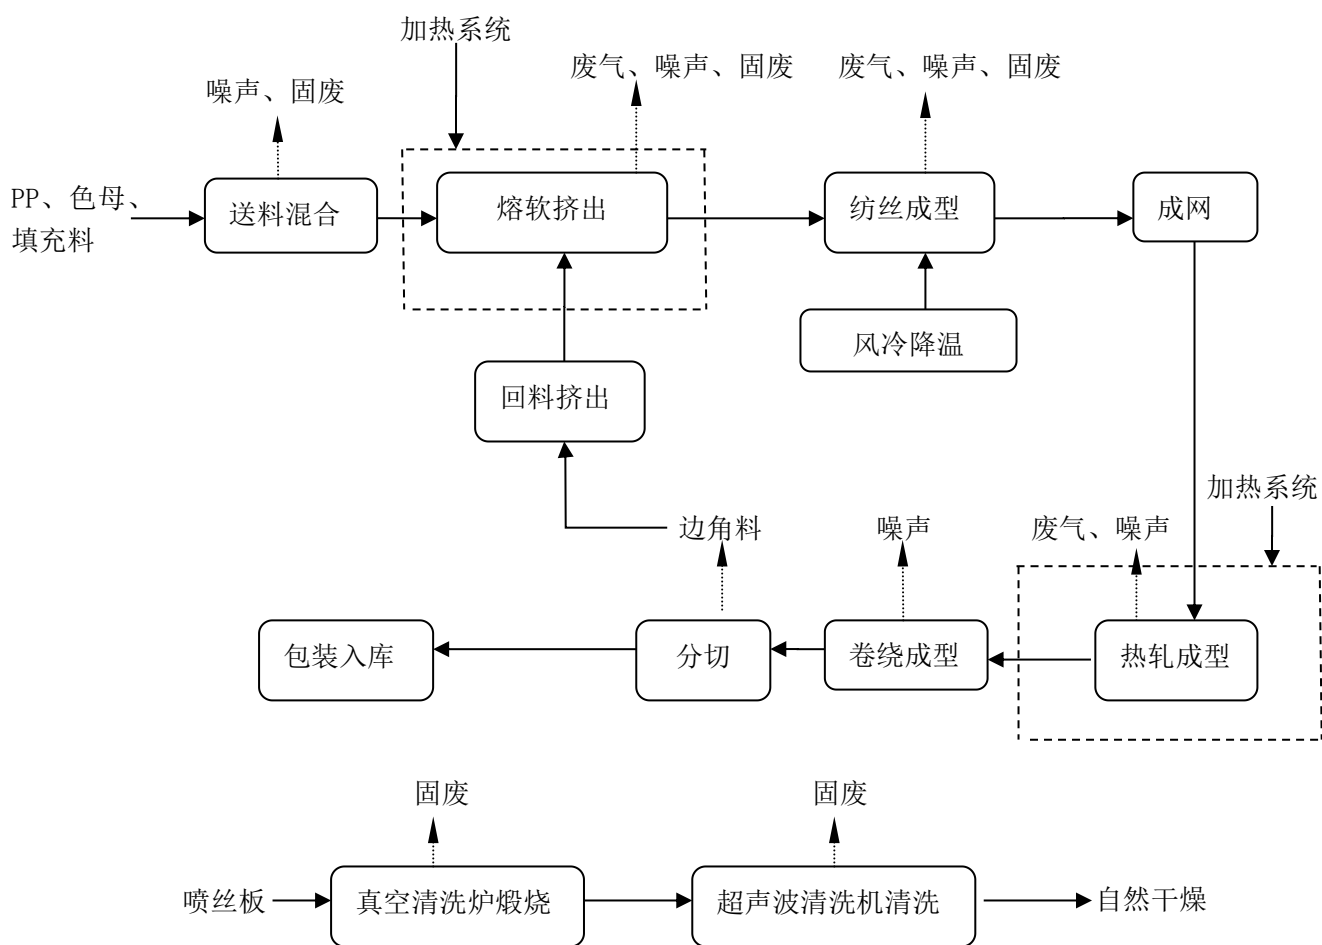 加热系统
废气、噪声、固废
废气、噪声、固废
噪声、固废
PP、色母、
填充料
送料混合
熔软挤出
纺丝成型
成网
风冷降温
回料挤出
加热系统
边角料
噪声
废气、噪声
包装入库
分切
卷绕成型
热轧成型
固废
固废
喷丝板
真空清洗炉煅烧
超声波清洗机清洗
自然干燥